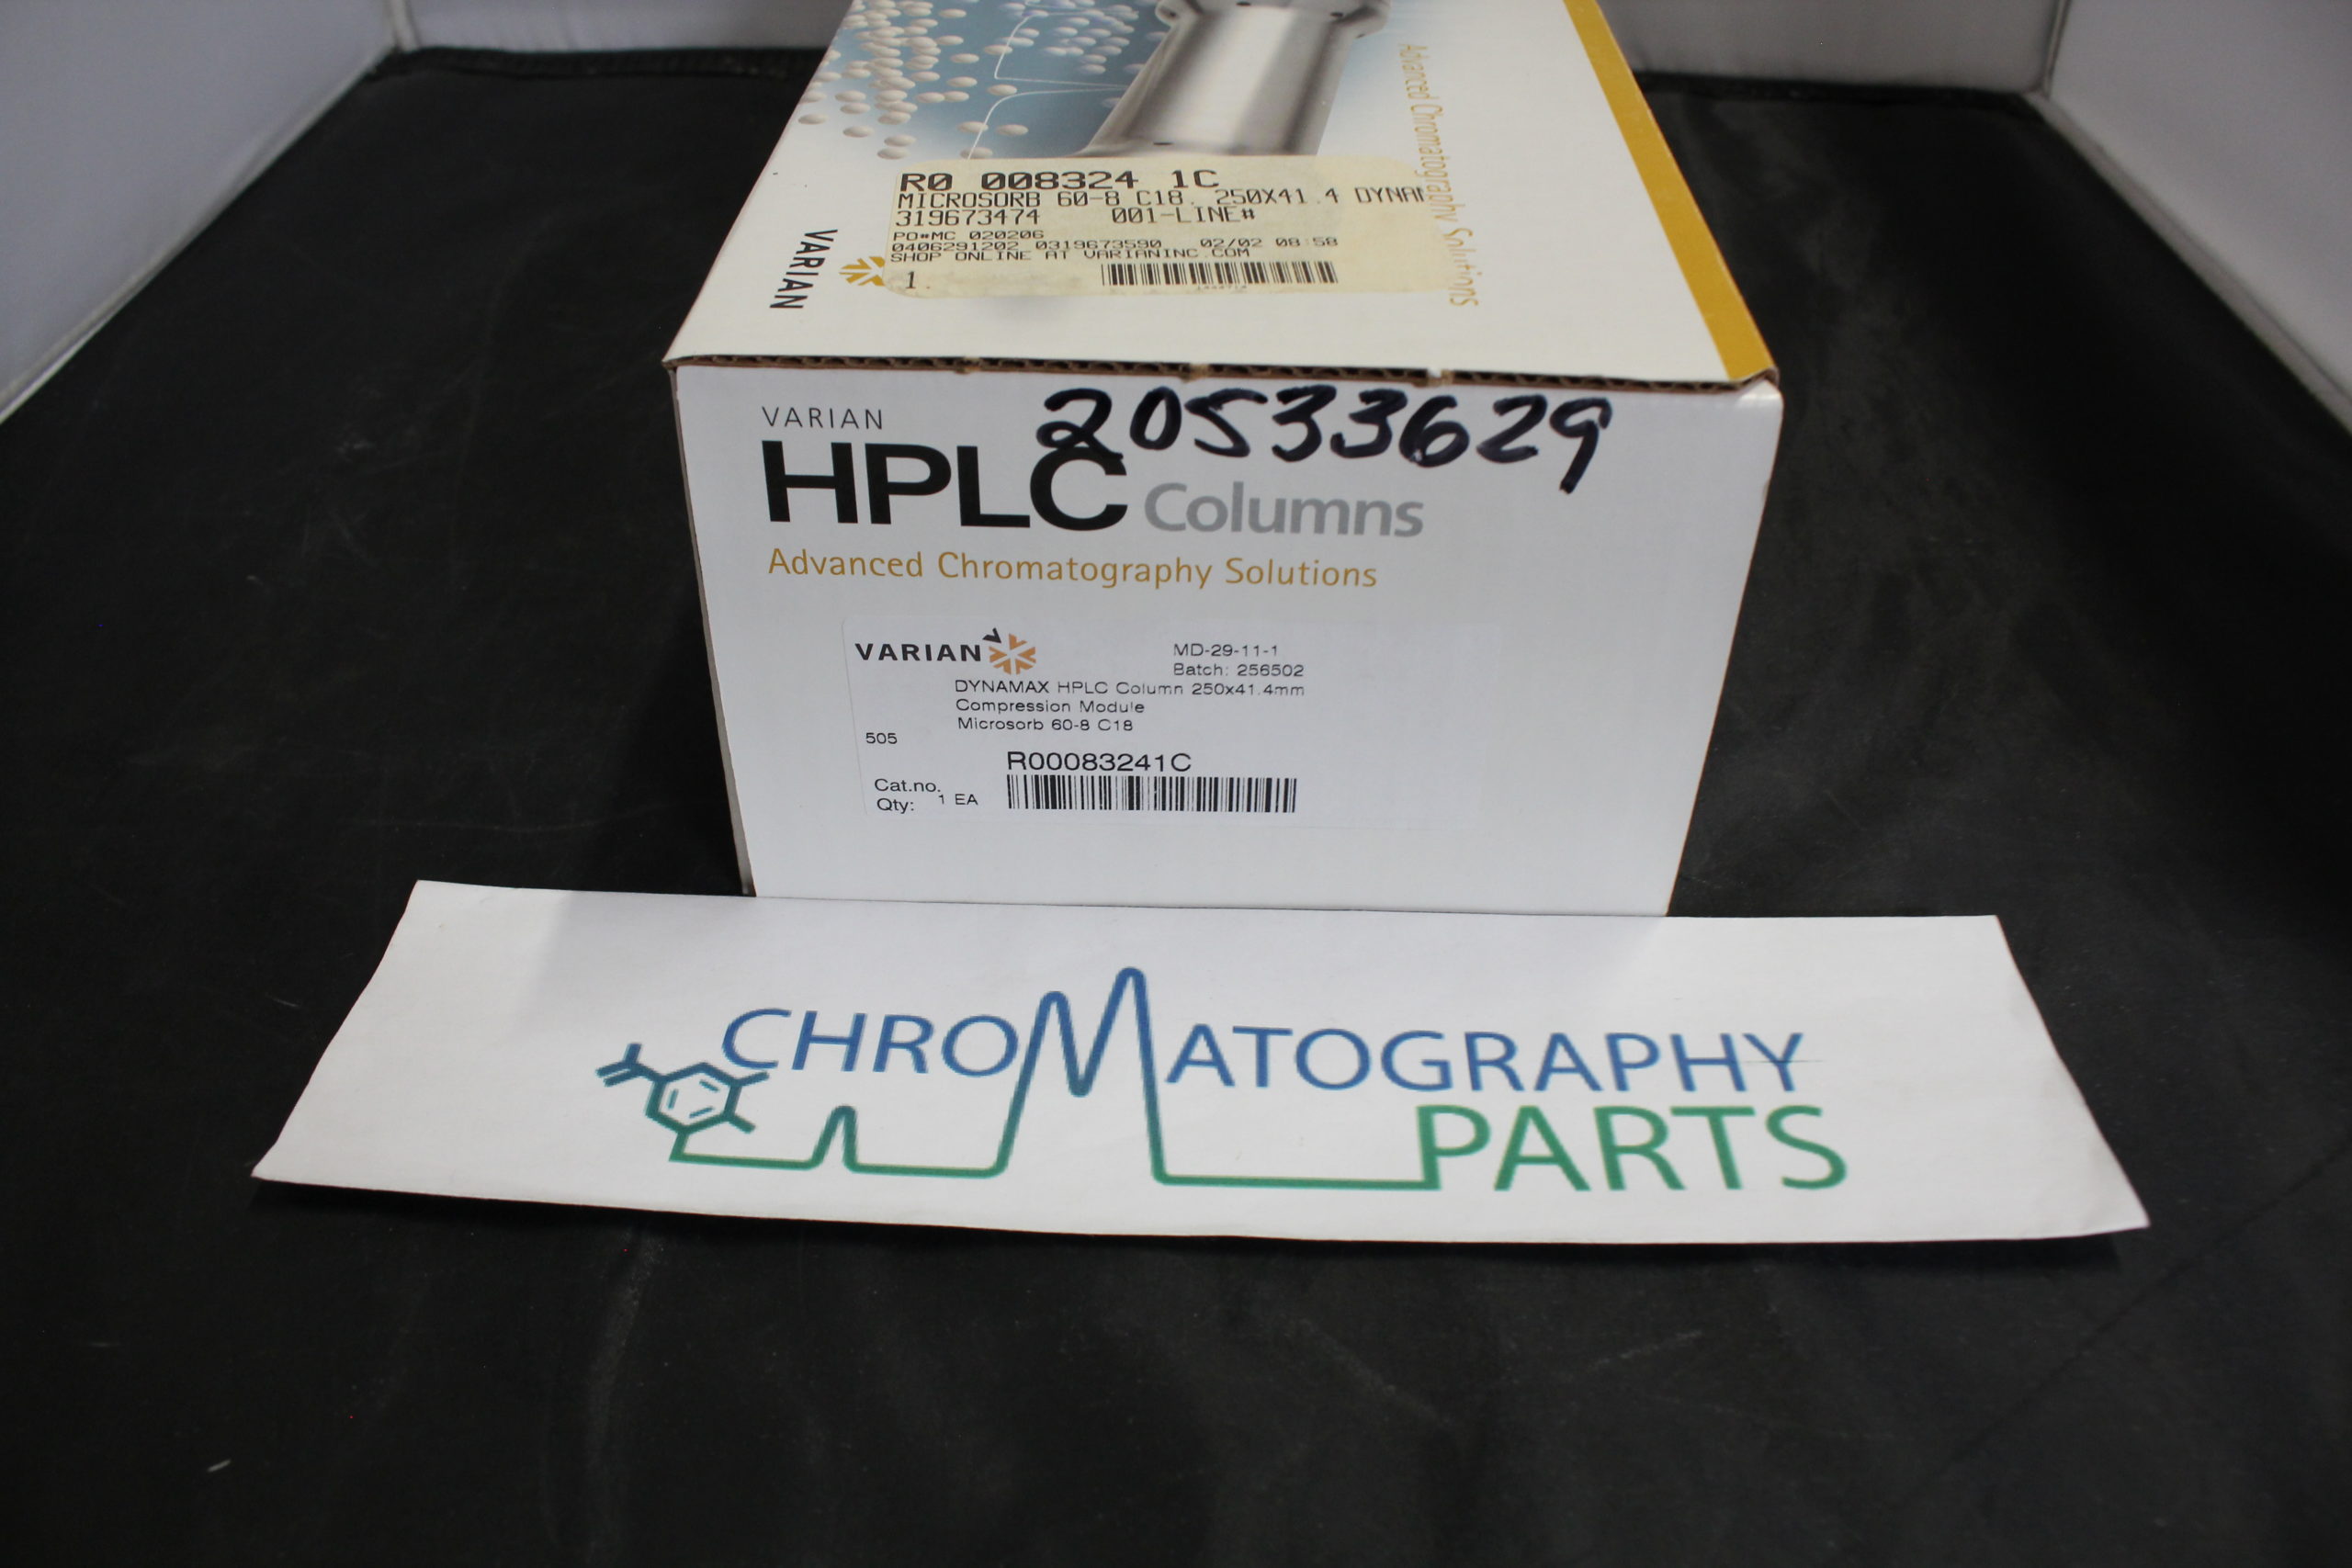 Advanced Chromatography Solutions
R0 008324 1C
MICROSORB 60-8 C18, 250X41.4 DYNAM
319673474 001-LINE#
PO#MC 020206
0406291202 0319673590 02/02 08:58
SHOP ONLINE AT VARIANINC.COM
1.
VARIAN
20533629
VARIAN
HPLC Columns
Advanced Chromatography Solutions
VARIAN
MD-29-11-1
Batch: 256502
DYNAMAX HPLC Column 250x41.4mm
Compression Module
Microsorb 60-8 C18
505
R00083241C
Cat.no.
Qty: 1 EA
CHROMATOGRAPHY
PARTS